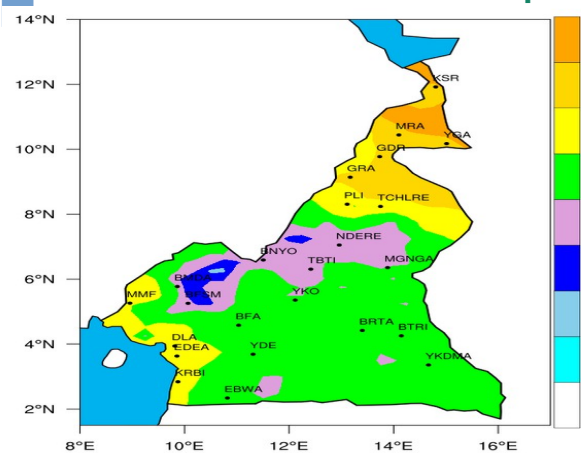 14°N
KSR
12°N
MRA
YGA
10°N
GDR
GRA
PLI
TCHLRE
8°N
NDERE
BNYO
TBTI
MGNGA
6°N
MMF
YKO
BFA
BRTA
BTRI
4°N
DLA
EDEA
YDE
YKDMA
KRBI
EBWA
2°N
8°E 10°E 12°E 14°E 16°E